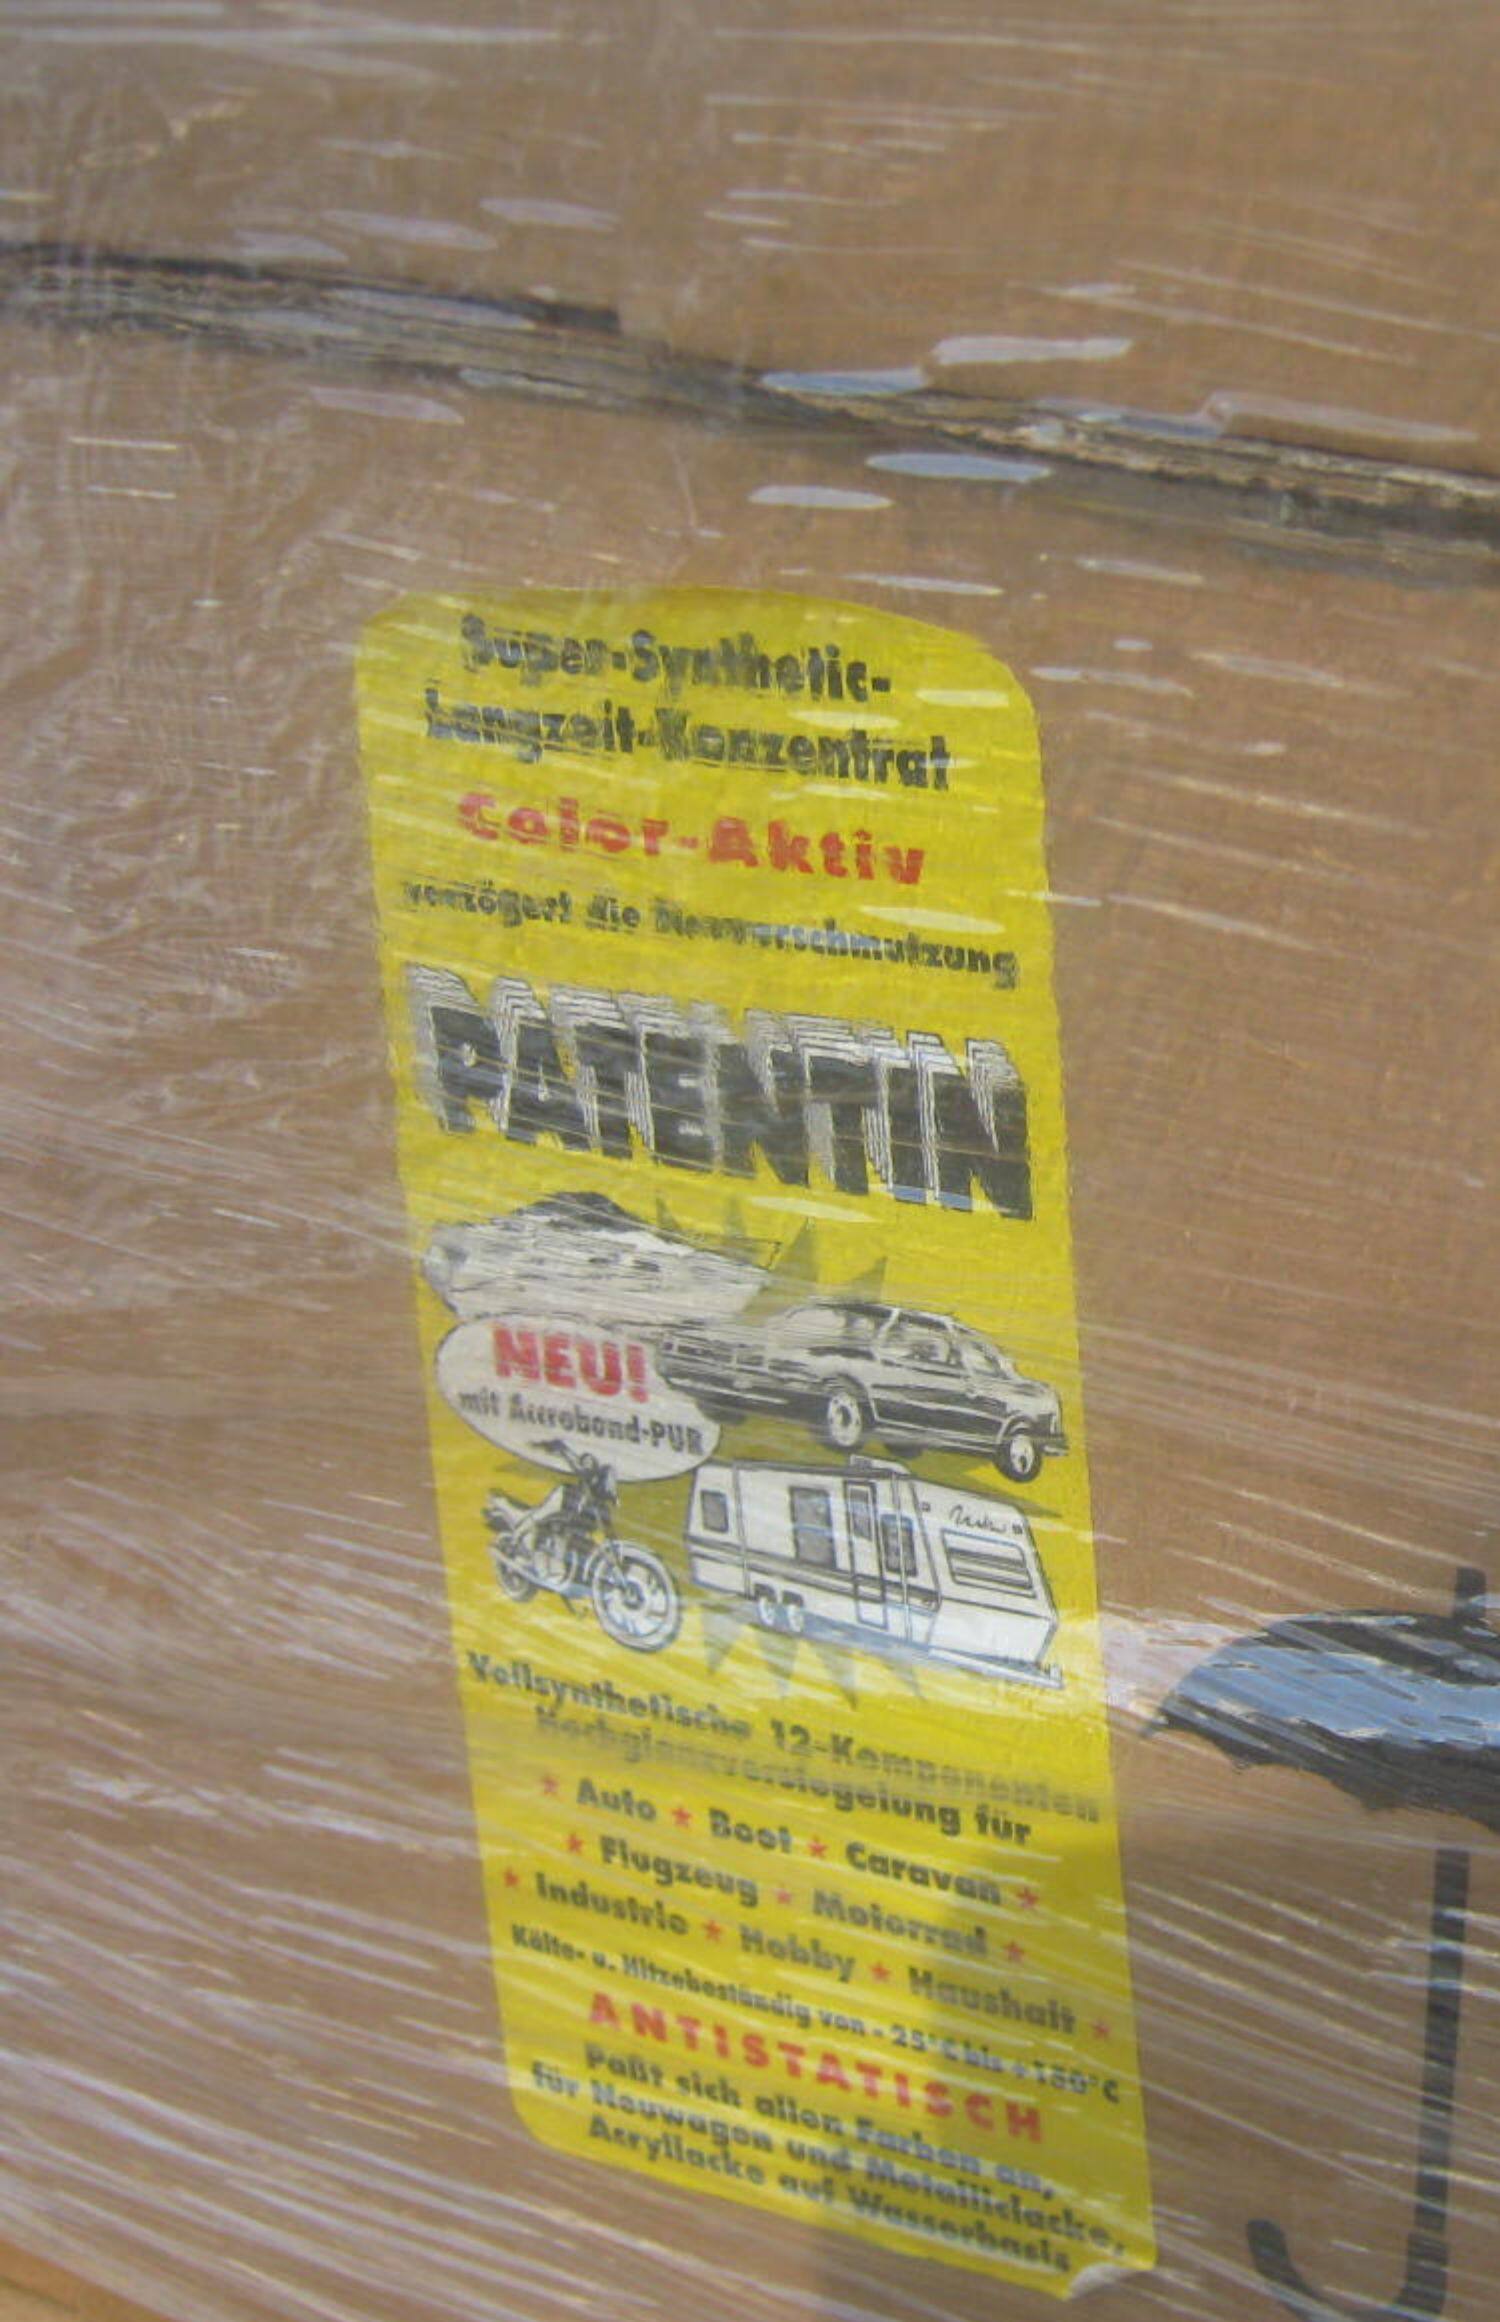 Super-Synthetic-
Langzeit-Konzentrat
Color-Aktiv
verzögert die Neuverschmutzung
PATENTIN
NEU!
mit Accrobond-PUR
Vollsynthetische 12-Komponenten
Hochglanzversiegelung für
★ Auto ★ Boot ★ Caravan ★
★ Flugzeug ★ Motorrad ★
★ Industrie ★ Hobby ★ Haushalt ★
Kälte- u. Hitzebeständig von - 25°C bis + 150°C
ANTISTATISCH
Paßt sich allen Farben an,
für Neuwagen und Metalliclacke,
Acryllacke auf Wasserbasis